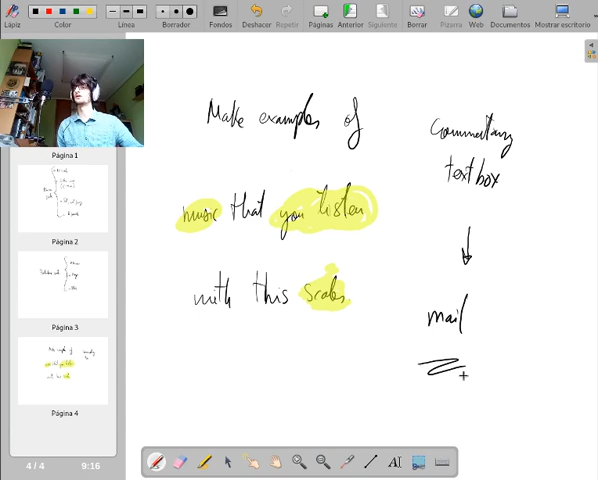 Lápiz
Color
Línea
Borrador
Fondos
Deshacer
Repetir
Páginas
Anterior
Siguiente
Borrar
Pizarra
Web
Documentos
Mostrar escritorio
Página 1
Página 2
Página 3
Página 4
4 / 4
9:16
Make examples of
music that you listen
with this scales
Commentary
textbox
mail